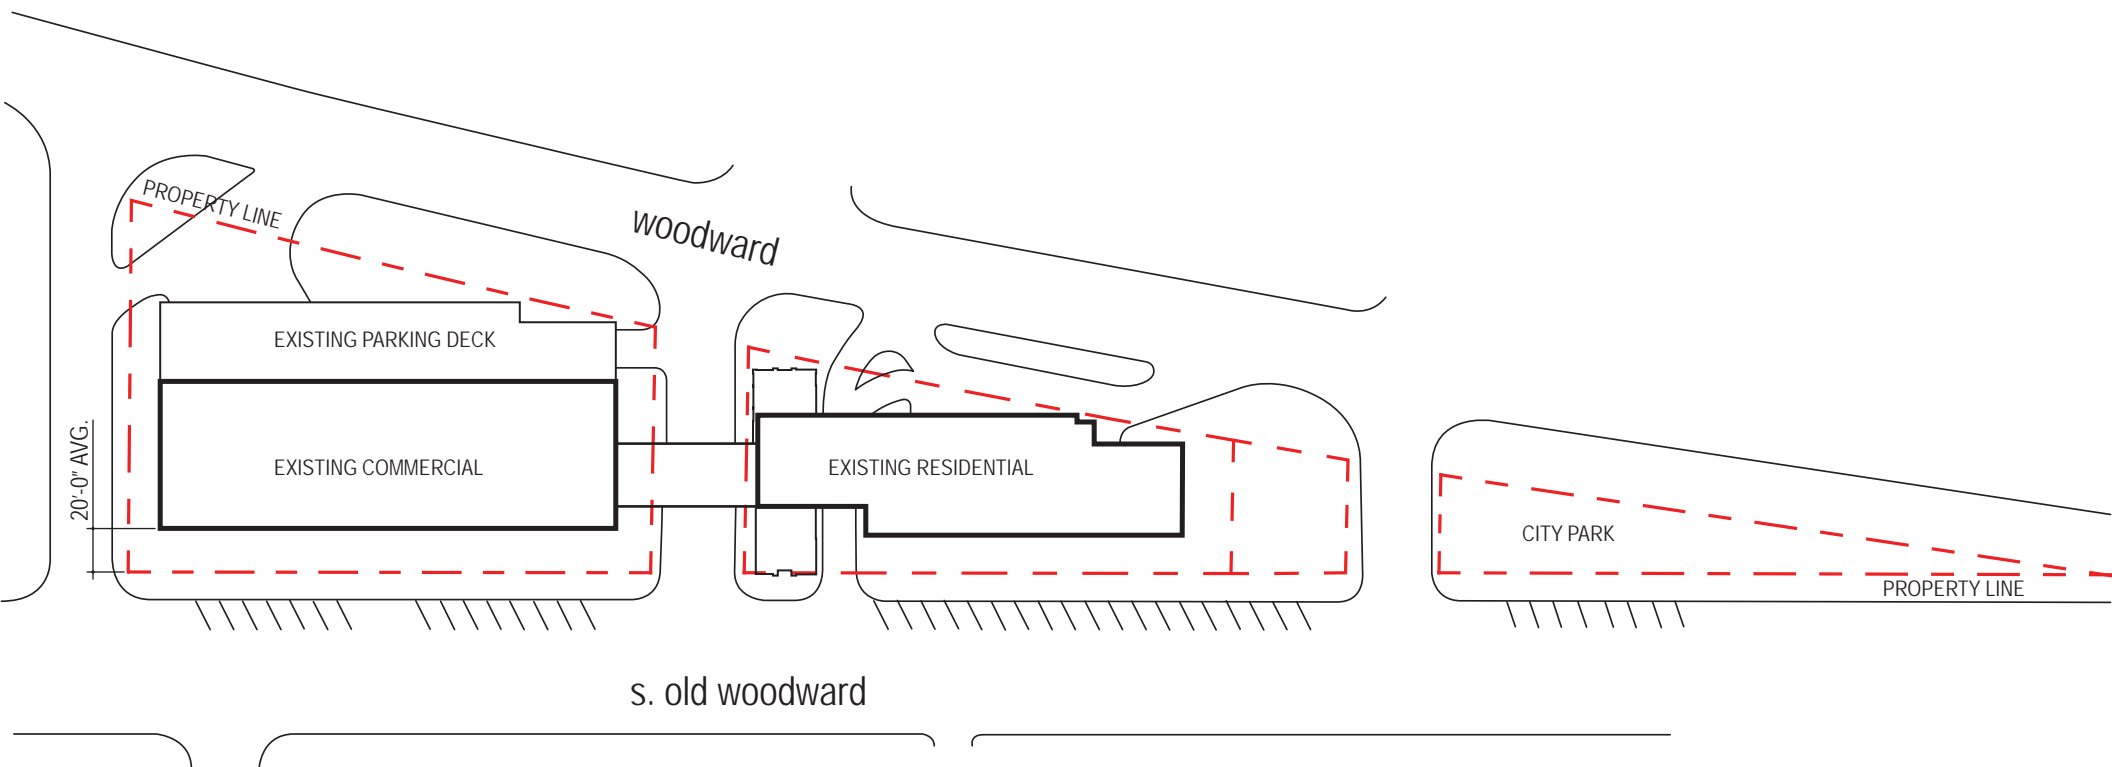 PROPERTY LINE
woodward
EXISTING PARKING DECK
20'-0" AVG.
EXISTING COMMERCIAL
EXISTING RESIDENTIAL
CITY PARK
PROPERTY LINE
s. old woodward